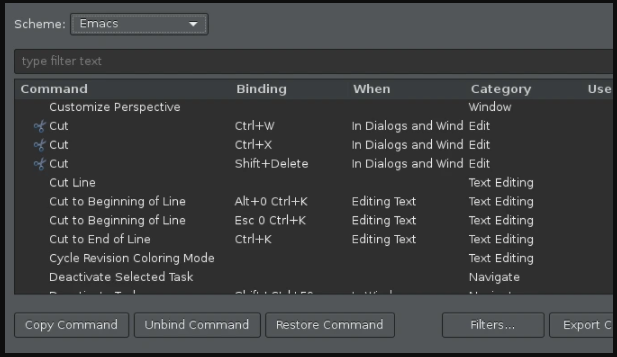 Scheme: Emacs
type filter text
Command Binding When Category Use
Customize Perspective Window
Cut Ctrl+W In Dialogs and Wind Edit
Cut Ctrl+X In Dialogs and Wind Edit
Cut Shift+Delete In Dialogs and Wind Edit
Cut Line Text Editing
Cut to Beginning of Line Alt+0 Ctrl+K Editing Text Text Editing
Cut to Beginning of Line Esc 0 Ctrl+K Editing Text Text Editing
Cut to End of Line Ctrl+K Editing Text Text Editing
Cycle Revision Coloring Mode Text Editing
Deactivate Selected Task Navigate
Copy Command Unbind Command Restore Command Filters... Export C